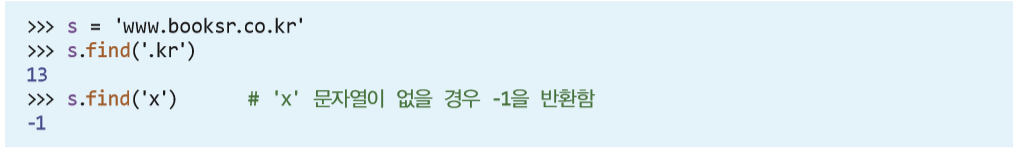 >>> s = 'www.booksr.co.kr'
>>> s.find('.kr')
13
>>> s.find('x') # 'x' 문자열이 없을 경우 -1을 반환함
-1